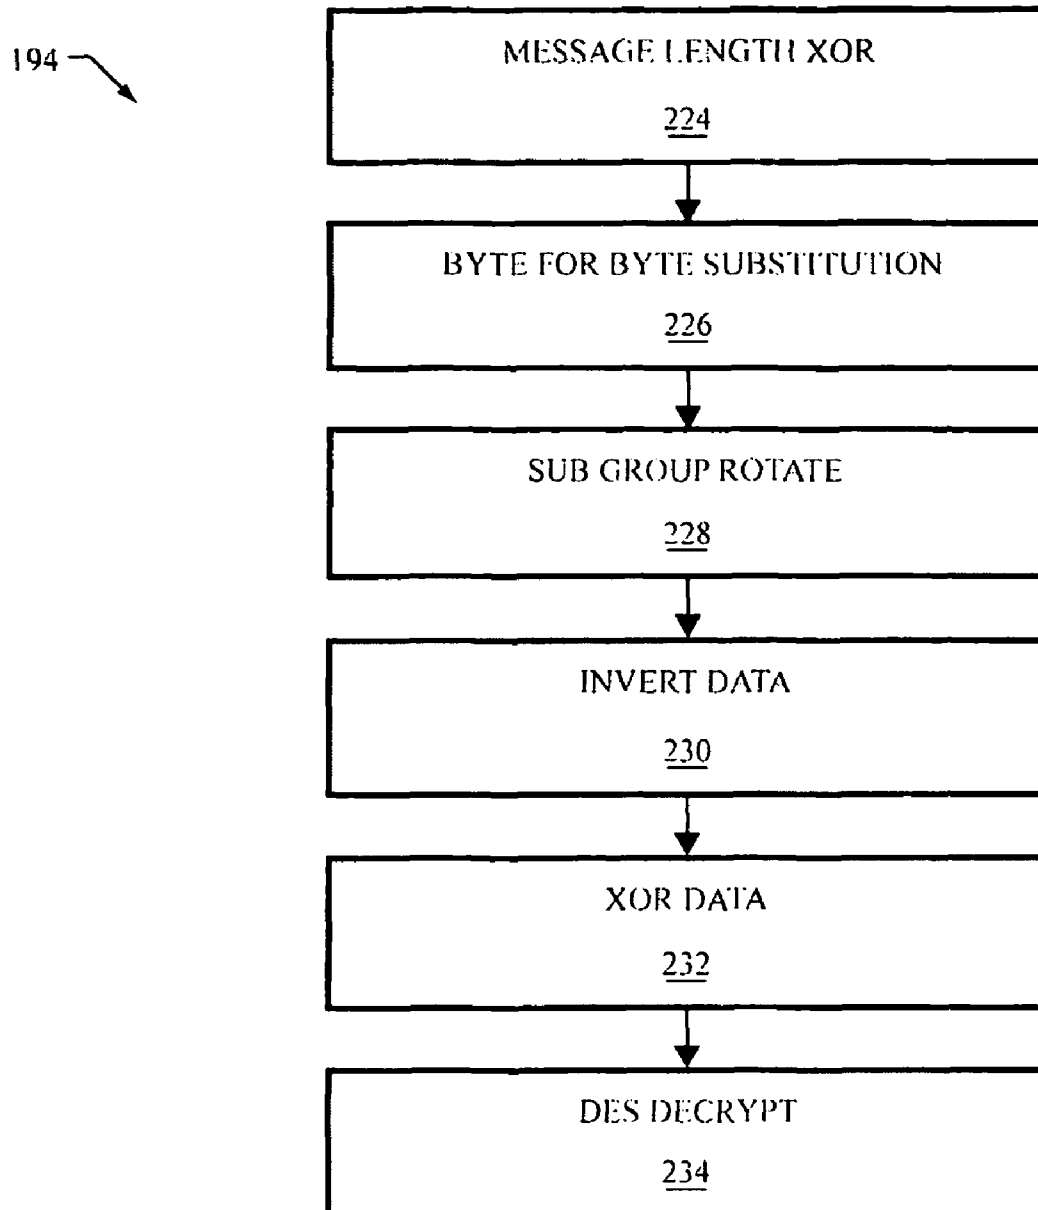 194
MESSAGE LENGTH XOR
224
BYTE FOR BYTE SUBSTITUTION
226
SUB GROUP ROTATE
228
INVERT DATA
230
XOR DATA
232
DES DECRYPT
234